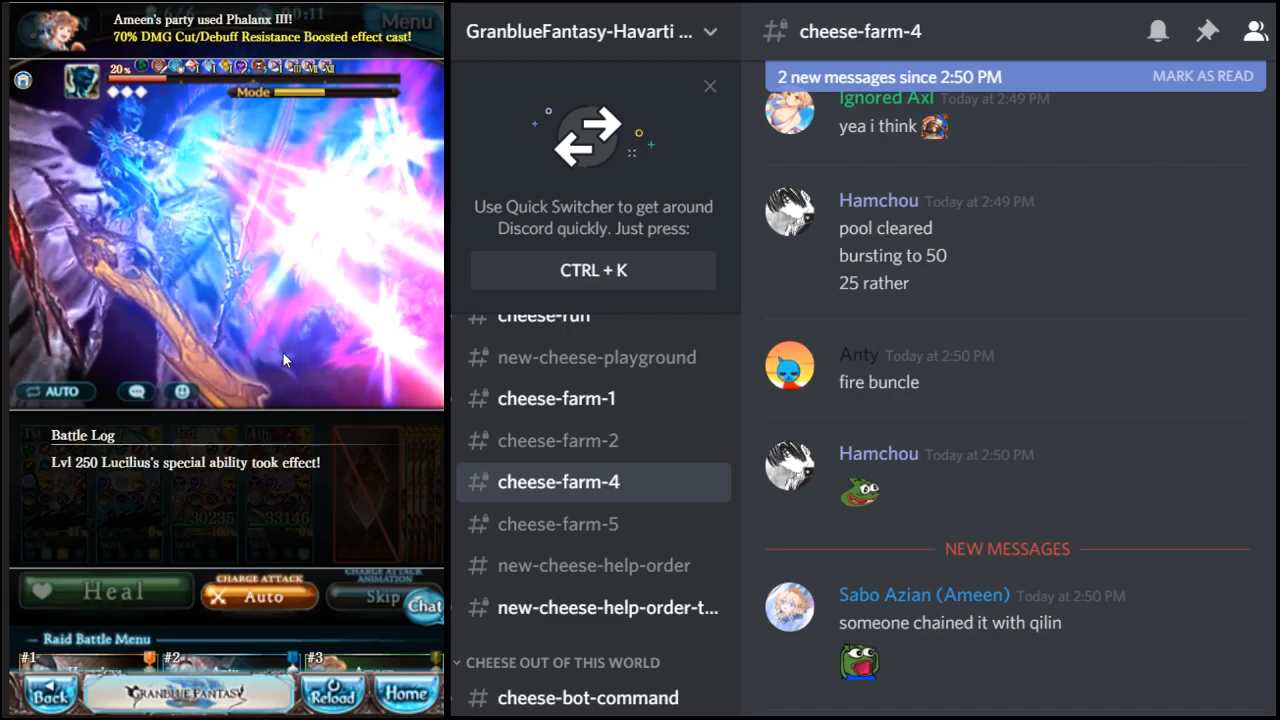 Ameen's party used Phalanx III!
70% DMG Cut/Debuff Resistance Boosted effect cast!
6/6
00:11
Menu
20%
Mode
AUTO
Battle Log
Lvl 250 Lucilius's special ability took effect!
30235
33146
Heal
CHARGE ATTACK
Auto
CHARGE ATTACK
ANIMATION
Skip
Chat
Raid Battle Menu
#1
#2
#3
Back
GRANBLUE FANTASY
Reload
Home
GranblueFantasy-Havarti ...
Use Quick Switcher to get around
Discord quickly. Just press:
CTRL + K
cheese-run
new-cheese-playground
cheese-farm-1
cheese-farm-2
cheese-farm-4
cheese-farm-5
new-cheese-help-order
new-cheese-help-order-t...
CHEESE OUT OF THIS WORLD
cheese-bot-command
cheese-farm-4
2 new messages since 2:50 PM
MARK AS READ
Ignored Axl Today at 2:49 PM
yea i think
Hamchou Today at 2:49 PM
pool cleared
bursting to 50
25 rather
Anty Today at 2:50 PM
fire buncle
Hamchou Today at 2:50 PM
NEW MESSAGES
Sabo Azian (Ameen) Today at 2:50 PM
someone chained it with qilin